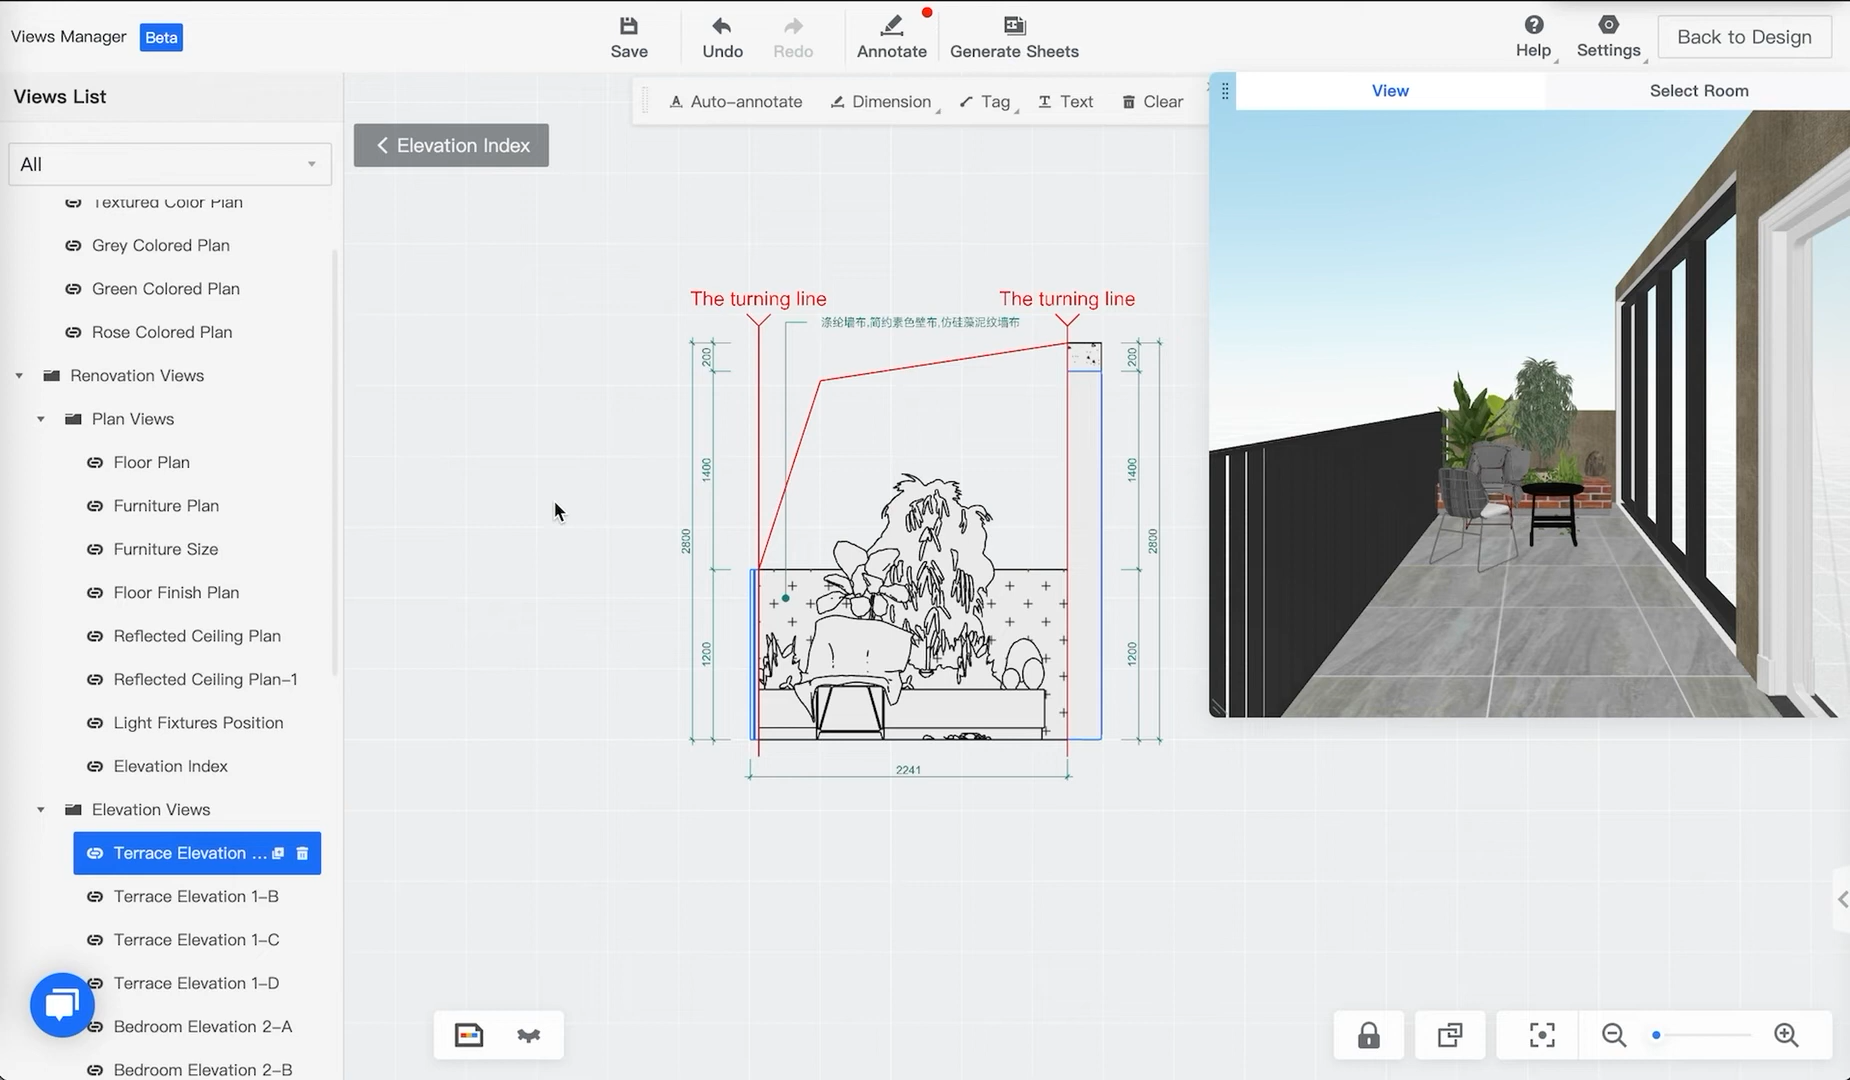 Views Manager Beta
Save
Undo
Redo
Annotate
Generate Sheets
Help
Settings
Back to Design
Views List
All
Textured Color Plan
Grey Colored Plan
Green Colored Plan
Rose Colored Plan
Renovation Views
Plan Views
Floor Plan
Furniture Plan
Furniture Size
Floor Finish Plan
Reflected Ceiling Plan
Reflected Ceiling Plan-1
Light Fixtures Position
Elevation Index
Elevation Views
Terrace Elevation ...
Terrace Elevation 1-B
Terrace Elevation 1-C
Terrace Elevation 1-D
Bedroom Elevation 2-A
Bedroom Elevation 2-B
Auto-annotate
Dimension
Tag
Text
Clear
Elevation Index
The turning line
The turning line
涤纶墙布,简约素色壁布,仿硅藻泥纹墙布
200
1400
2800
1200
200
1400
2800
1200
2241
View
Select Room